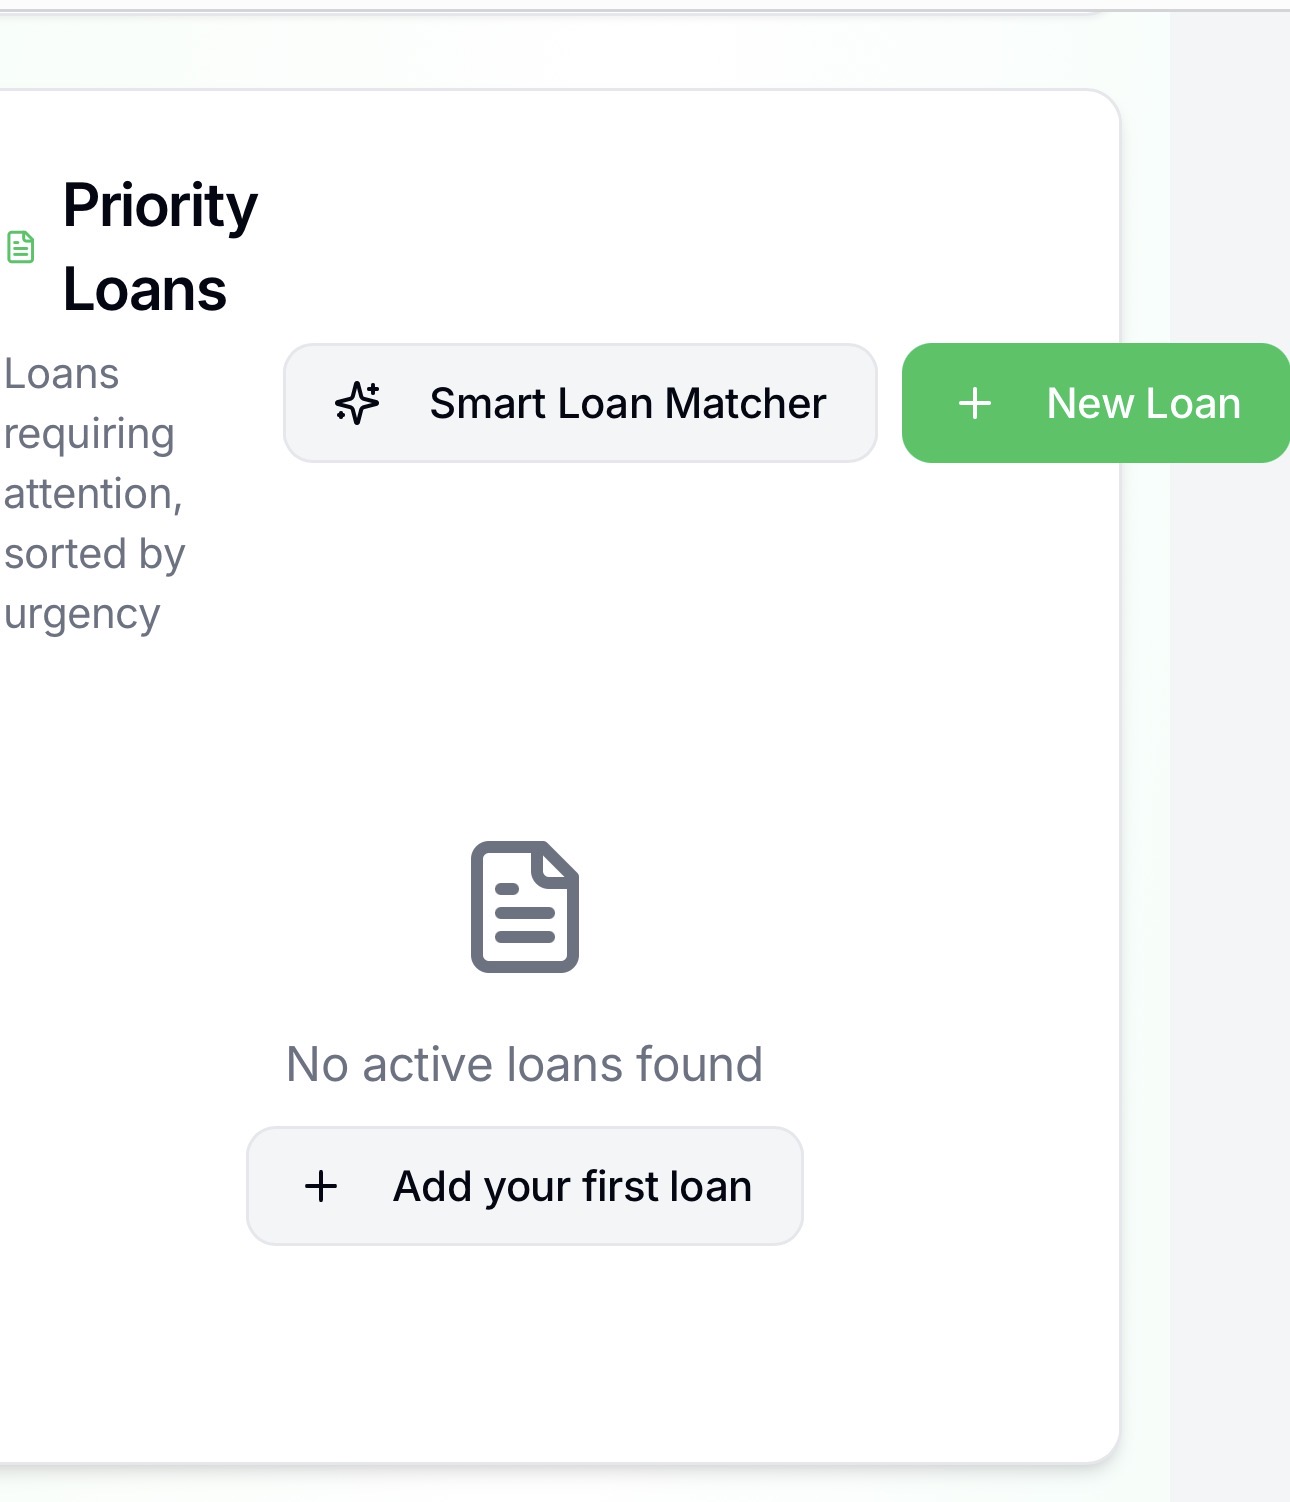 Priority
Loans
Loans
requiring
attention,
sorted by
urgency
Smart Loan Matcher
New Loan
No active loans found
Add your first loan